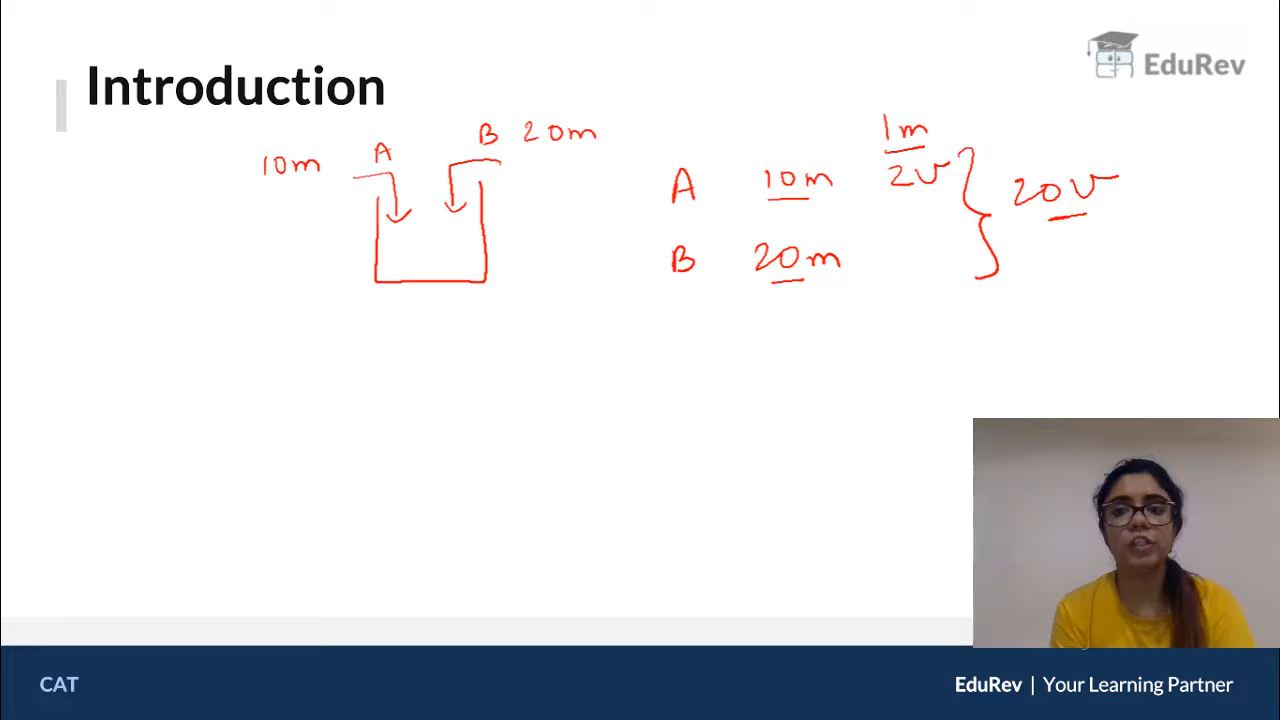 EduRev
Introduction
10m A
B 20m
A 10m
1m
2v
20v
B 20m
CAT
EduRev | Your Learning Partner